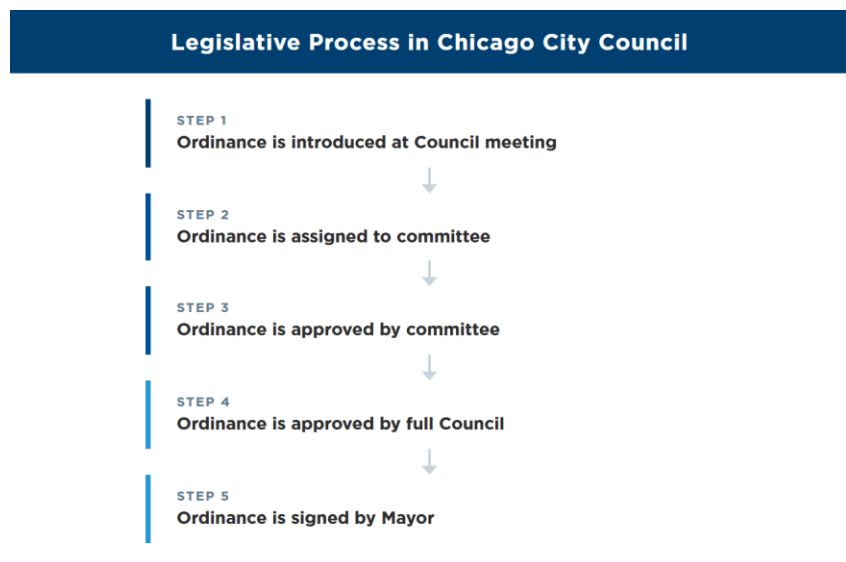 Legislative Process in Chicago City Council
STEP 1
Ordinance is introduced at Council meeting
STEP 2
Ordinance is assigned to committee
STEP 3
Ordinance is approved by committee
STEP 4
Ordinance is approved by full Council
STEP 5
Ordinance is signed by Mayor